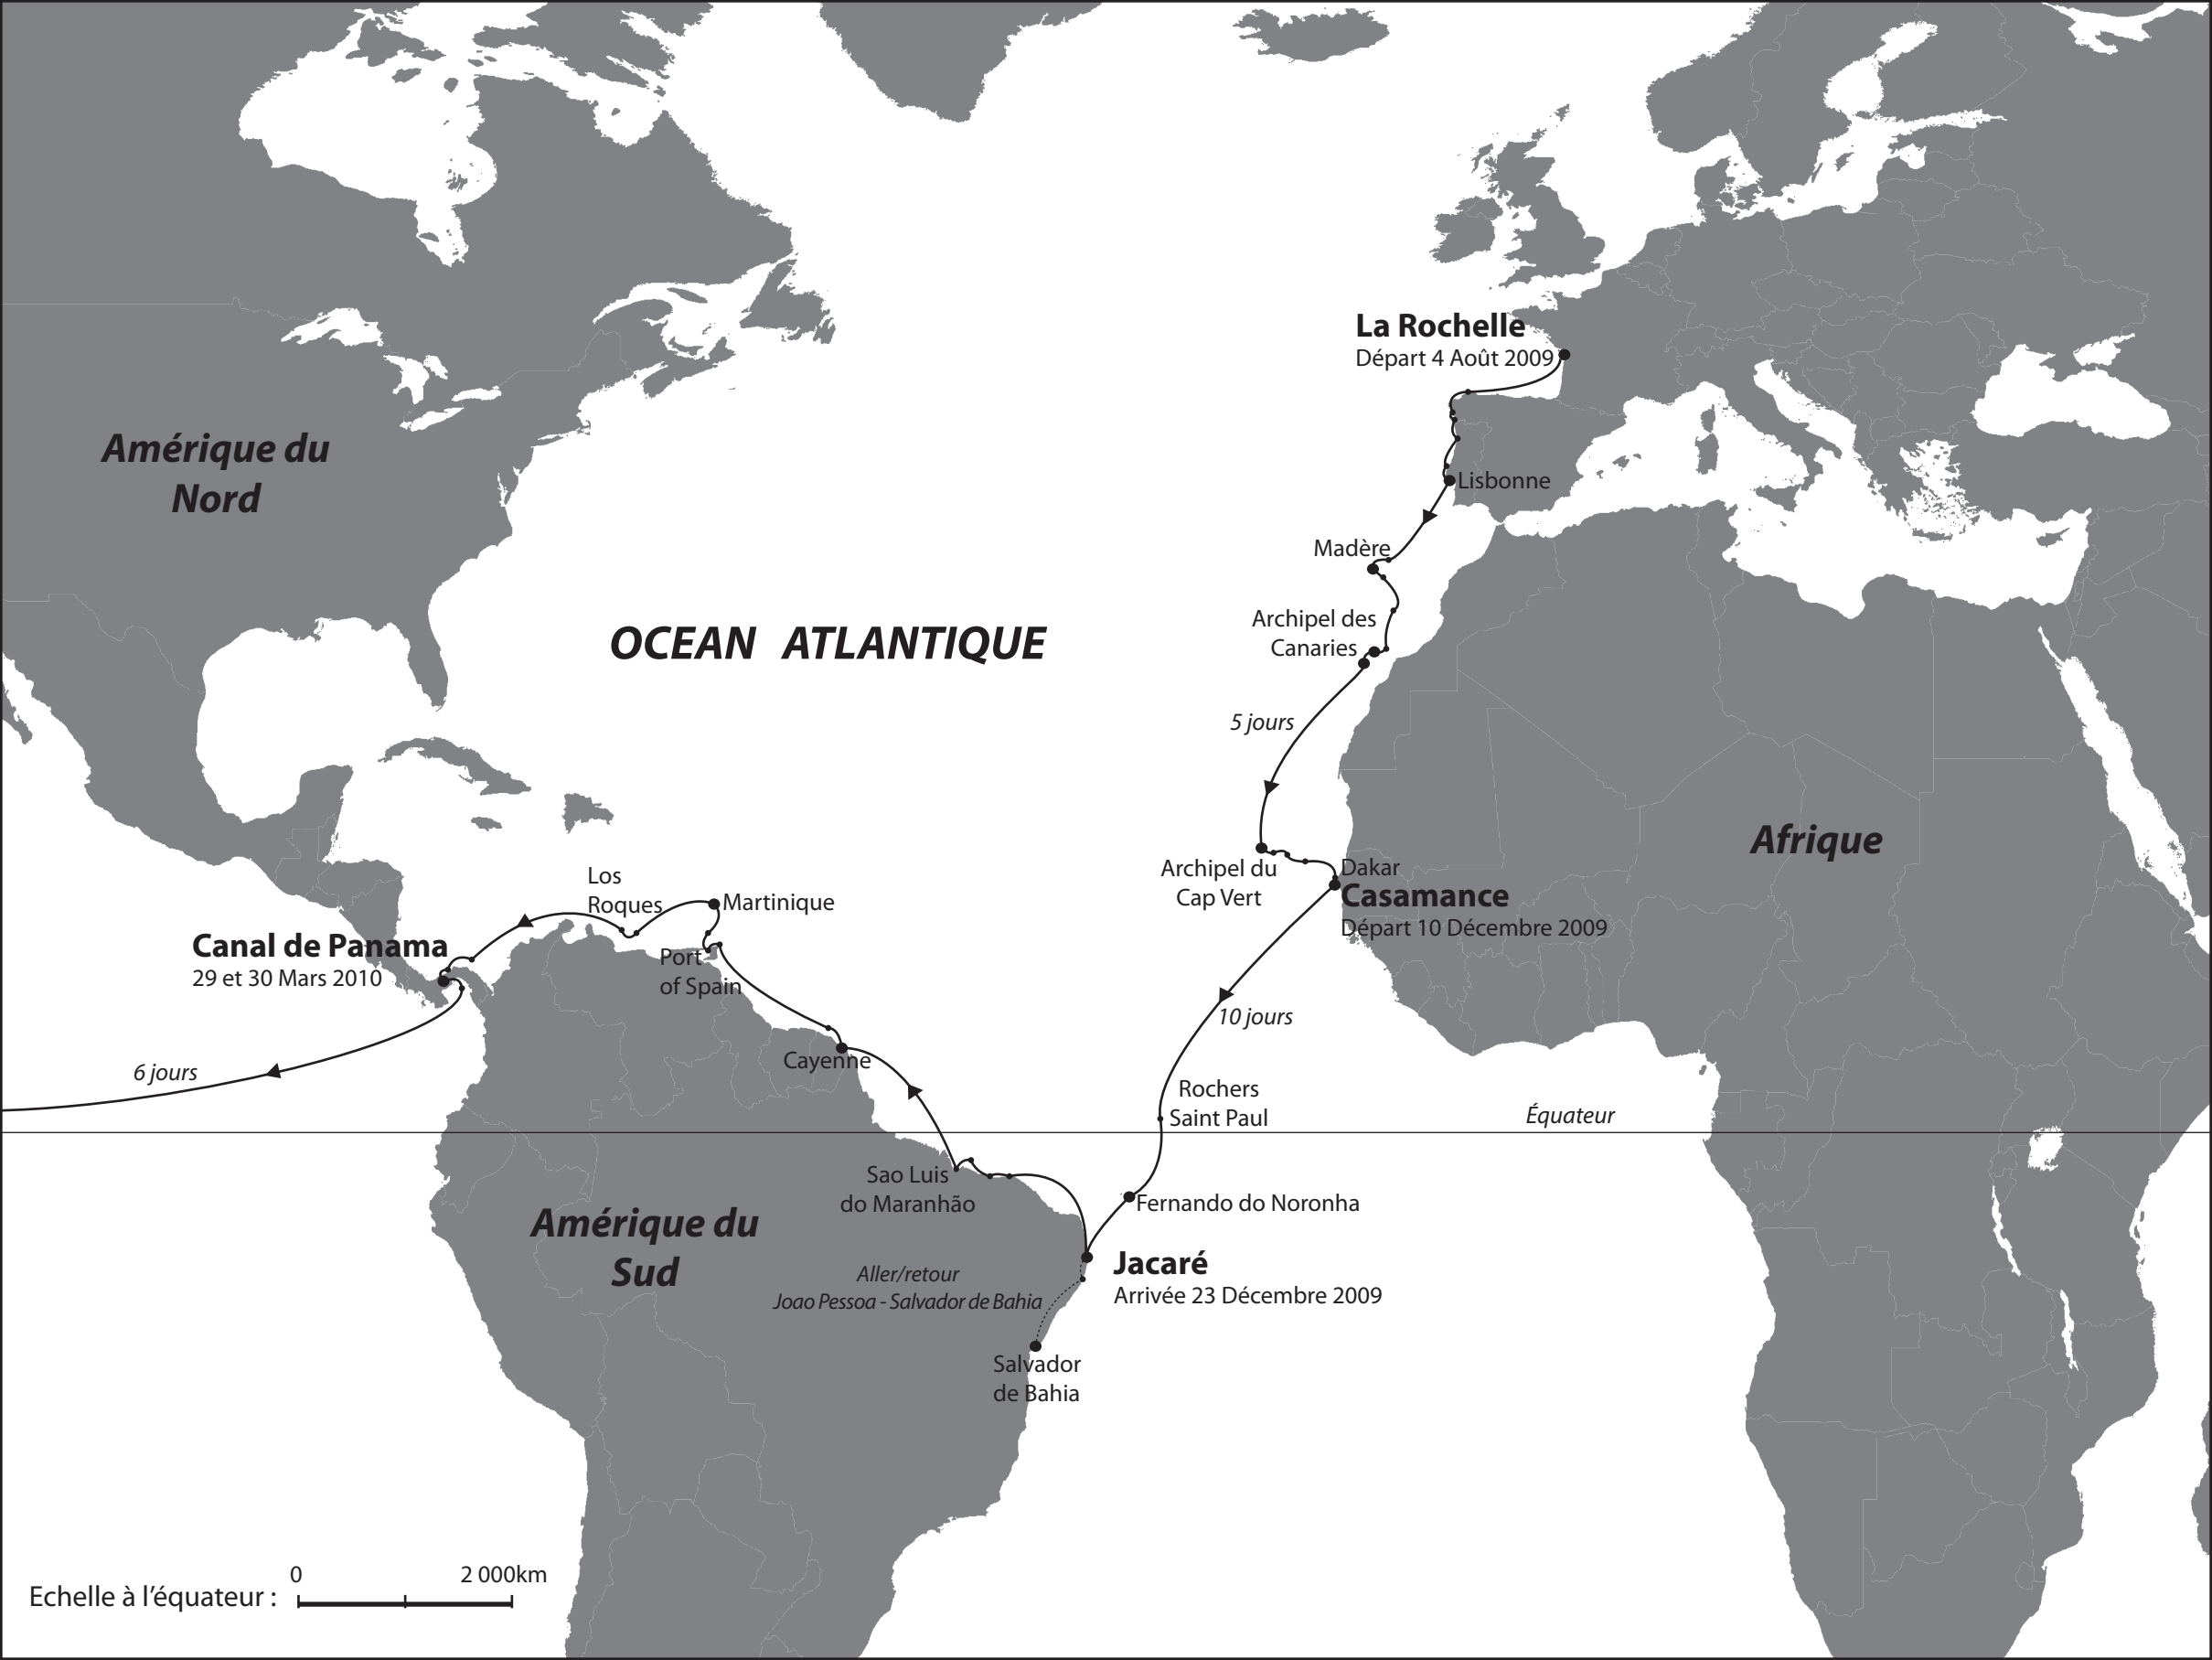 La Rochelle
Départ 4 Août 2009
Amérique du
Nord
Lisbonne
Madère
Archipel des
Canaries
OCEAN ATLANTIQUE
5 jours
Afrique
Archipel du
Cap Vert
Dakar
Casamance
Départ 10 Décembre 2009
Los
Roques
Martinique
Canal de Panama
29 et 30 Mars 2010
Port
of Spain
10 jours
Cayenne
6 jours
Rochers
Saint Paul
Équateur
Sao Luis
do Maranhão
Fernando do Noronha
Amérique du
Sud
Jacaré
Arrivée 23 Décembre 2009
Aller/retour
Joao Pessoa - Salvador de Bahia
Salvador
de Bahia
Echelle à l’équateur :
0
2 000km